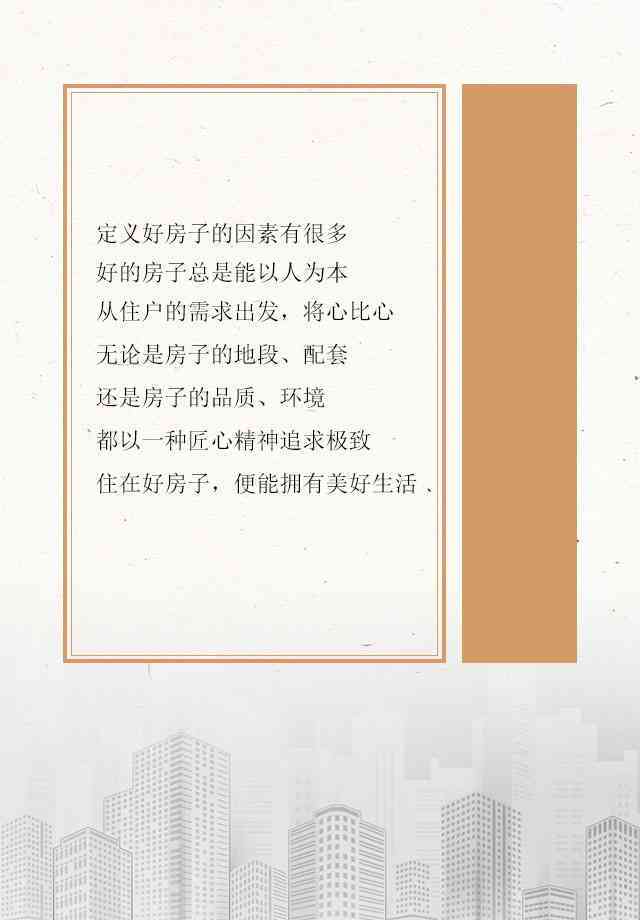 定义好房子的因素有很多
好的房子总是能以人为本
从住户的需求出发，将心比心
无论是房子的地段、配套
还是房子的品质、环境
都以一种匠心精神追求极致
住在好房子，便能拥有美好生活